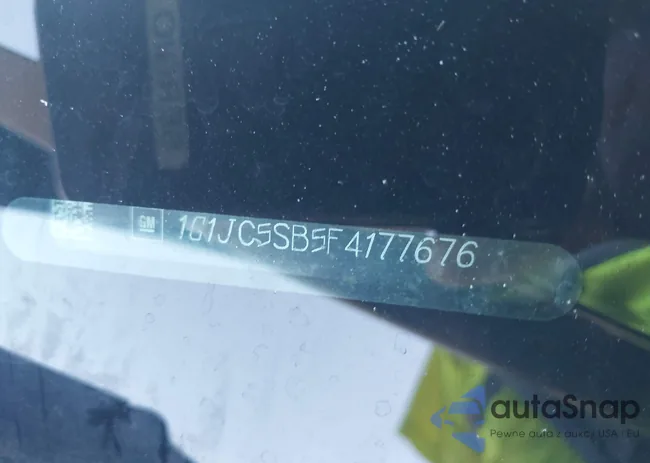 GM 1G1JC5SB5F4177676
autaSnap
Pewne auta z aukcji USA i EU